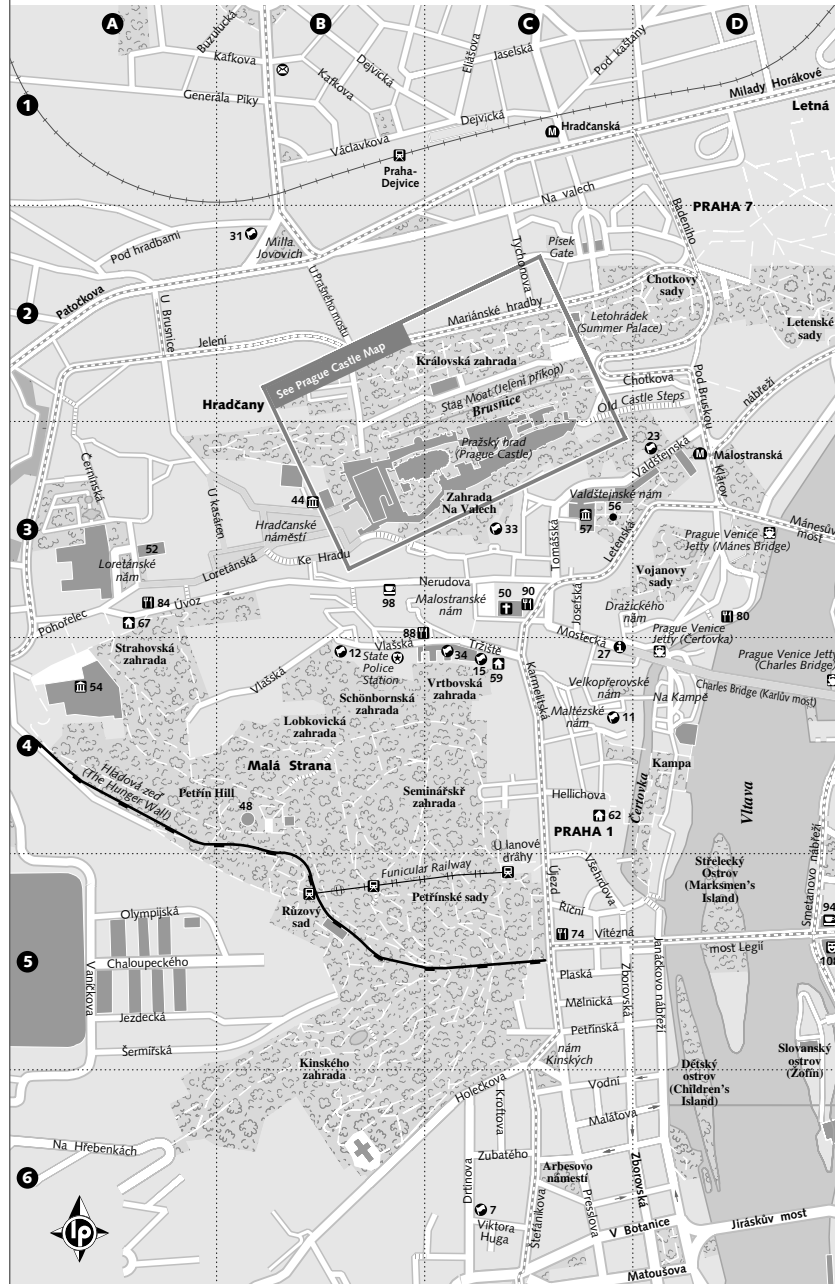 A
B
C
D
1
2
3
4
5
6
Buzulucká
Kafkova
Kafkova
Dejvická
Eliášova
Jaselská
Pod kaštany
Generála Píky
Milady Horákové
Letná
Václavkova
Dejvická
M Hradčanská
Praha-
Dejvice
Na valech
Badeniho
PRAHA 7
Pod hradbami
31
Milla
Jovovich
U Prašného mostu
Tychonova
Písek
Gate
Patočkova
U Brusnice
Chotkovy
sady
Mariánské hradby
Letohrádek
(Summer Palace)
Letenské
sady
Jelení
See Prague Castle Map
Královská zahrada
Stag Moat (Jelení příkop)
Brusnice
Chotkova
Pod Bruskou
nábřeží
Hradčany
Old Castle Steps
Pražský hrad
(Prague Castle)
23
Valdštejnská
M Malostranská
Klárov
Černínská
U kasáren
44
Zahrada
Na Valech
Valdštejnské nám
56
57
33
Hradčanské
náměstí
Tomášská
Letenská
Prague Venice
Jetty (Mánes Bridge)
Mánesův
most
52
Loretánské
nám
Loretánská
Ke Hradu
Vojanovy
sady
Nerudova
98
Malostranské
nám
50
90
Josefská
Dražického
nám
80
84
Úvoz
Pohořelec
67
88
Mostecká
27
Prague Venice
Jetty (Čertovka)
Prague Venice
Jetty
(Charles Bridge)
Strahovská
zahrada
12
Vlašská
State
Police
Station
34
Tržiště
15
59
Karmelitská
Velkopřevorské
nám
Na Kampě
Charles Bridge (Karlův most)
54
Vlašská
Schönbornská
zahrada
Vrtbovská
zahrada
Maltézské
nám
11
Lobkovická
zahrada
Malá Strana
Kampa
Hladová zeď
(The Hunger Wall)
Petřín Hill
48
Seminářskř
zahrada
Hellichova
62
PRAHA 1
Čertovka
Vltava
U lanové
dráhy
Funicular Railway
Újezd
Všehrdova
Střelecký
Ostrov
(Marksmen's
Island)
Smetanovo nábřeží
Růzový
sad
Petřínské sady
Říční
94
Olympijská
74
Vítězná
most Legií
108
Chaloupeckého
Vaníčkova
Plaská
Zborovská
Janáčkovo nábřeží
Mělnická
Jezdecká
Petřínská
Šermířská
nám
Kinských
Kinského
zahrada
Dětský
ostrov
(Children's
Island)
Slovanský
ostrov
(Žofín)
Holečkova
Vodní
Kroftova
Malátova
Na Hřebenkách
Zubatého
Arbesovo
náměstí
Zborovská
Drtinova
Preslova
7
Viktora
Huga
Štefánikova
V Botanice
Jiráskův most
Matoušova
lp